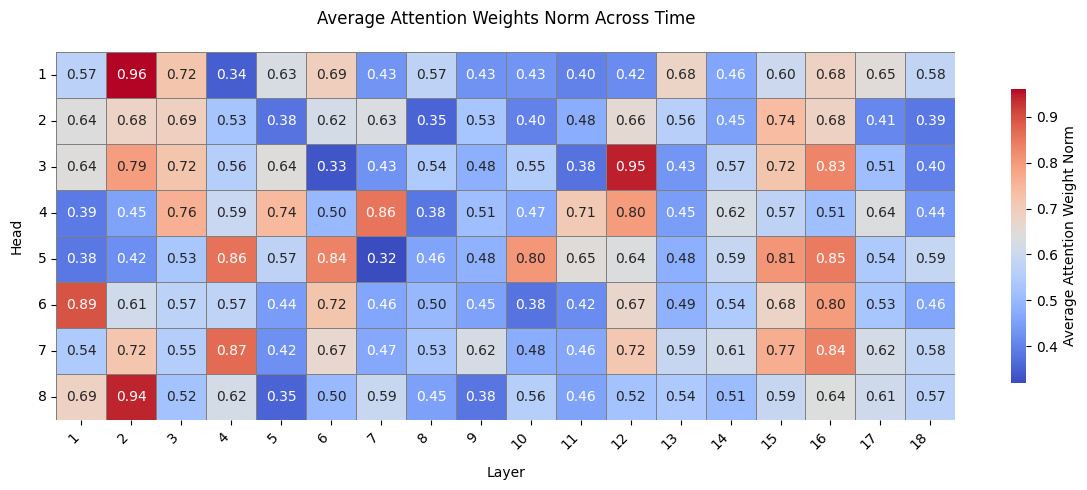 Average Attention Weights Norm Across Time
1 0.57 0.96 0.72 0.34 0.63 0.69 0.43 0.57 0.43 0.43 0.40 0.42 0.68 0.46 0.60 0.68 0.65 0.58
2 0.64 0.68 0.69 0.53 0.38 0.62 0.63 0.35 0.53 0.40 0.48 0.66 0.56 0.45 0.74 0.68 0.41 0.39
3 0.64 0.79 0.72 0.56 0.64 0.33 0.43 0.54 0.48 0.55 0.38 0.95 0.43 0.57 0.72 0.83 0.51 0.40
4 0.39 0.45 0.76 0.59 0.74 0.50 0.86 0.38 0.51 0.47 0.71 0.80 0.45 0.62 0.57 0.51 0.64 0.44
5 0.38 0.42 0.53 0.86 0.57 0.84 0.32 0.46 0.48 0.80 0.65 0.64 0.48 0.59 0.81 0.85 0.54 0.59
6 0.89 0.61 0.57 0.57 0.44 0.72 0.46 0.50 0.45 0.38 0.42 0.67 0.49 0.54 0.68 0.80 0.53 0.46
7 0.54 0.72 0.55 0.87 0.42 0.67 0.47 0.53 0.62 0.48 0.46 0.72 0.59 0.61 0.77 0.84 0.62 0.58
8 0.69 0.94 0.52 0.62 0.35 0.50 0.59 0.45 0.38 0.56 0.46 0.52 0.54 0.51 0.59 0.64 0.61 0.57
1 2 3 4 5 6 7 8 9 10 11 12 13 14 15 16 17 18
Layer
Head
0.9
0.8
0.7
0.6
0.5
0.4
Average Attention Weight Norm